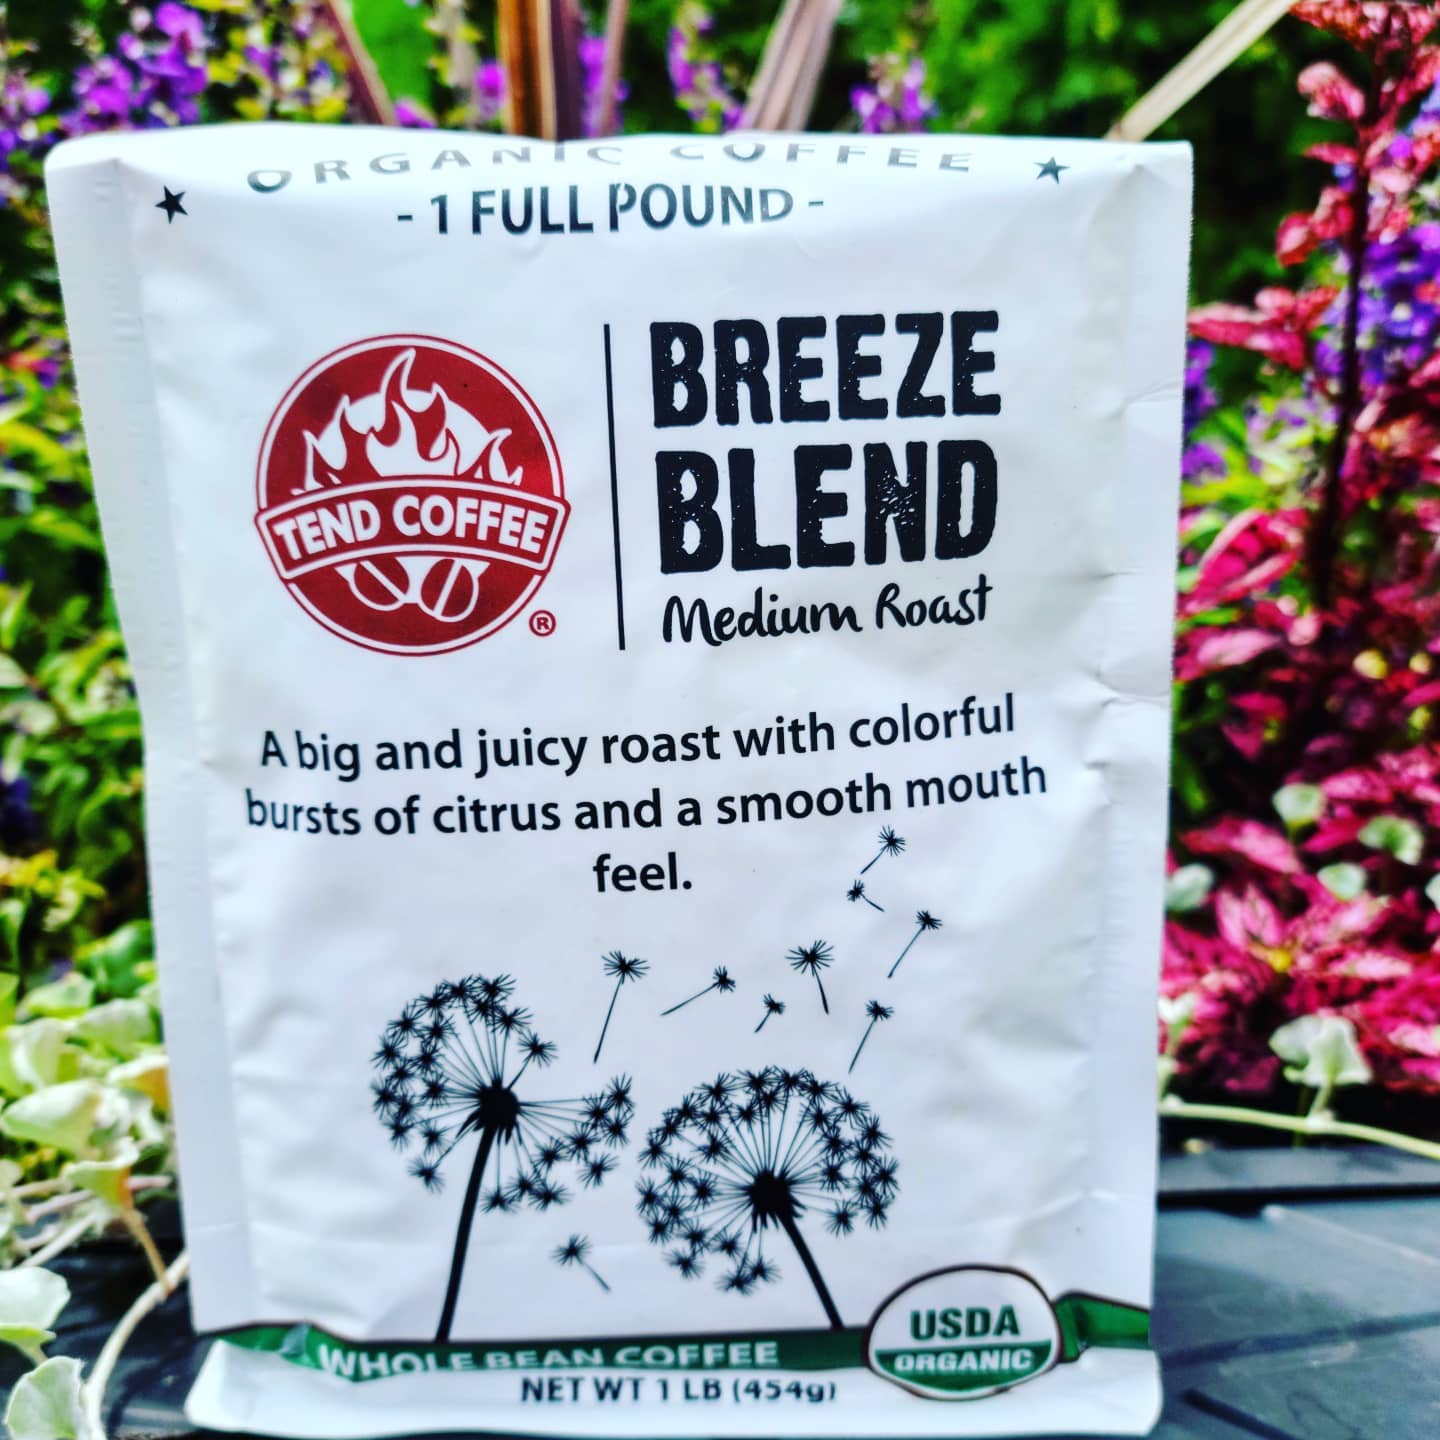 ORGANIC COFFEE
- 1 FULL POUND -
TEND COFFEE
®
BREEZE
BLEND
Medium Roast
A big and juicy roast with colorful
bursts of citrus and a smooth mouth
feel.
WHOLE BEAN COFFEE
NET WT 1 LB (454g)
USDA
ORGANIC